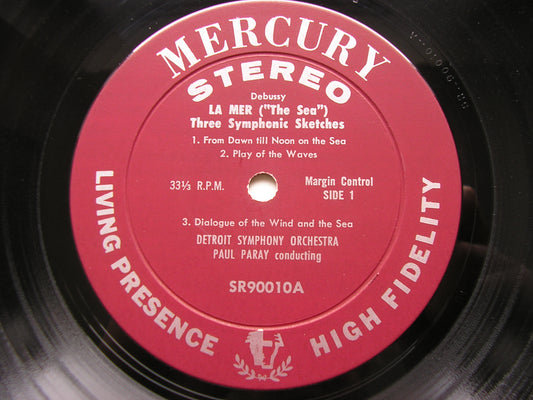 MERCURY
STEREO
Debussy
LA MER ("The Sea")
Three Symphonic Sketches
1. From Dawn till Noon on the Sea
2. Play of the Waves
33⅓ R.P.M.
Margin Control
SIDE 1
3. Dialogue of the Wind and the Sea
DETROIT SYMPHONY ORCHESTRA
PAUL PARAY conducting
SR90010A
LIVING PRESENCE
HIGH FIDELITY